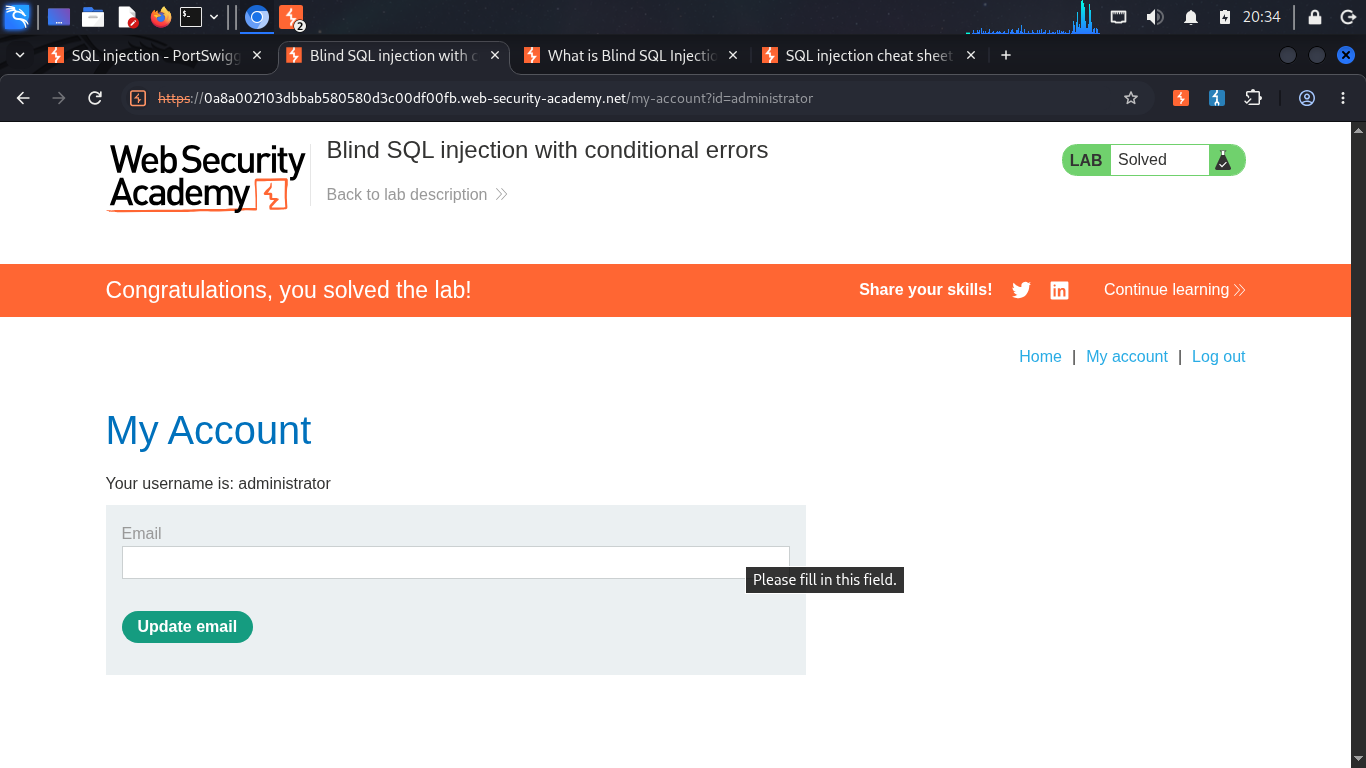 2
20:34
SQL injection - PortSwigg
Blind SQL injection with c
What is Blind SQL Injectio
SQL injection cheat sheet
https://0a8a002103dbbab580580d3c00df00fb.web-security-academy.net/my-account?id=administrator
WebSecurity
Academy
Blind SQL injection with conditional errors
Back to lab description
LAB Solved
Congratulations, you solved the lab!
Share your skills!
Continue learning
Home | My account | Log out
My Account
Your username is: administrator
Email
Please fill in this field.
Update email